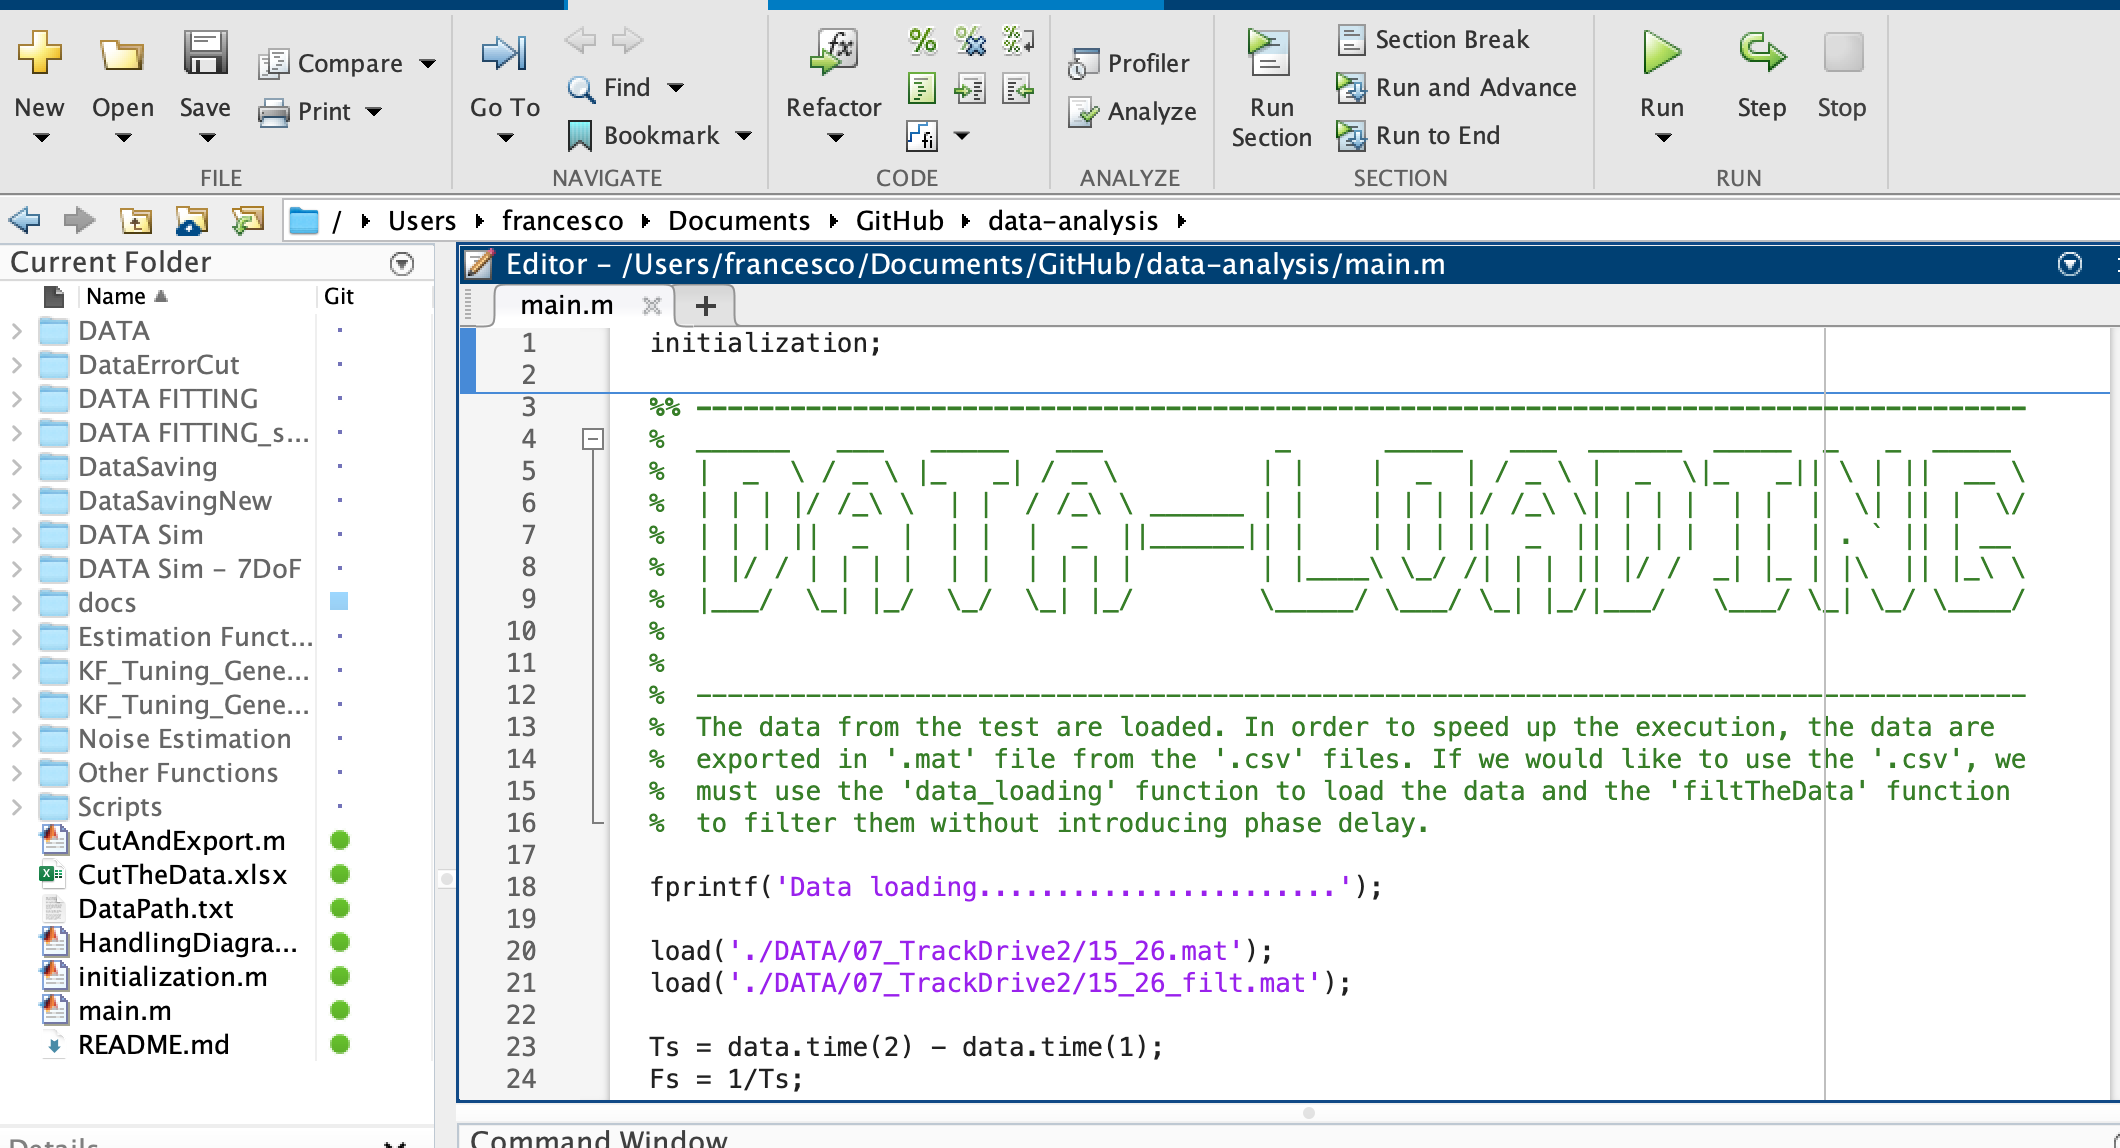 New
Open
Save
Compare
Print
FILE
Go To
Find
Bookmark
NAVIGATE
Refactor
fx
%
fi
CODE
Profiler
Analyze
ANALYZE
Run Section
Section Break
Run and Advance
Run to End
SECTION
Run
Step
Stop
RUN
/ Users francesco Documents GitHub data-analysis
Current Folder
Name Git
DATA
DataErrorCut
DATA FITTING
DATA FITTING_s...
DataSaving
DataSavingNew
DATA Sim
DATA Sim - 7DoF
docs
Estimation Funct...
KF_Tuning_Gene...
KF_Tuning_Gene...
Noise Estimation
Other Functions
Scripts
CutAndExport.m
CutTheData.xlsx
DataPath.txt
HandlingDiagra...
initialization.m
main.m
README.md
Details
Editor - /Users/francesco/Documents/GitHub/data-analysis/main.m
main.m +
1 initialization;
2
3 %% -------------------------------------------------------------------------------------
4 %
5 %
6 %
7 % DATA-LOADING
8 %
9 %
10 %
11 %
12 % -------------------------------------------------------------------------------------
13 % The data from the test are loaded. In order to speed up the execution, the data are
14 % exported in '.mat' file from the '.csv' files. If we would like to use the '.csv', we
15 % must use the 'data_loading' function to load the data and the 'filtTheData' function
16 % to filter them without introducing phase delay.
17
18 fprintf('Data loading.......................');
19
20 load('./DATA/07_TrackDrive2/15_26.mat');
21 load('./DATA/07_TrackDrive2/15_26_filt.mat');
22
23 Ts = data.time(2) - data.time(1);
24 Fs = 1/Ts;
Command Window